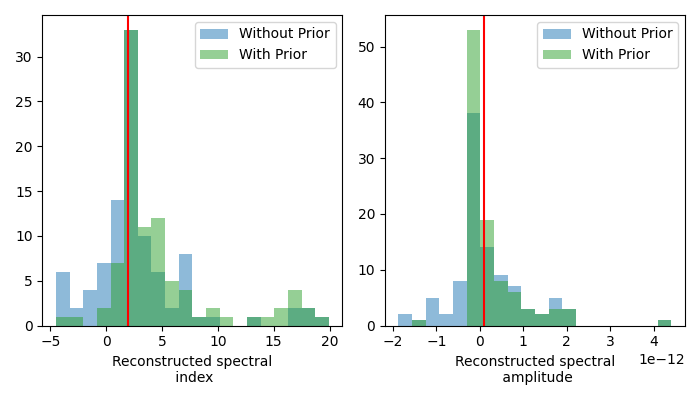 Without Prior
With Prior
30
25
20
15
10
5
0
−5
0
5
10
15
20
Reconstructed spectral
index
Without Prior
With Prior
50
40
30
20
10
0
−2
−1
0
1
2
3
4
1e−12
Reconstructed spectral
amplitude